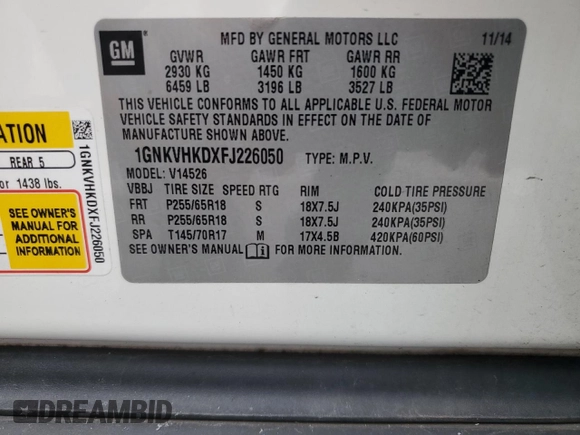 GM
MFD BY GENERAL MOTORS LLC 11/14
GVWR GAWR FRT GAWR RR
2930 KG 1450 KG 1600 KG
6459 LB 3196 LB 3527 LB
THIS VEHICLE CONFORMS TO ALL APPLICABLE U.S. FEDERAL MOTOR
VEHICLE SAFETY STANDARDS IN EFFECT ON THE DATE OF
MANUFACTURE SHOWN ABOVE.
1GNKVHKDXFJ226050 TYPE: M.P.V.
MODEL: V14526
VBBJ TIRE SIZE SPEED RTG RIM COLD TIRE PRESSURE
FRT P255/65R18 S 18X7.5J 240KPA(35PSI)
RR P255/65R18 S 18X7.5J 240KPA(35PSI)
SPA T145/70R17 M 17X4.5B 420KPA(60PSI)
SEE OWNER'S MANUAL FOR MORE INFORMATION.
ATION
REAR 5
or 1438 lbs.
SEE OWNER'S
MANUAL FOR
ADDITIONAL
INFORMATION
1GNKVHKDXFJ226050
DREAMBID